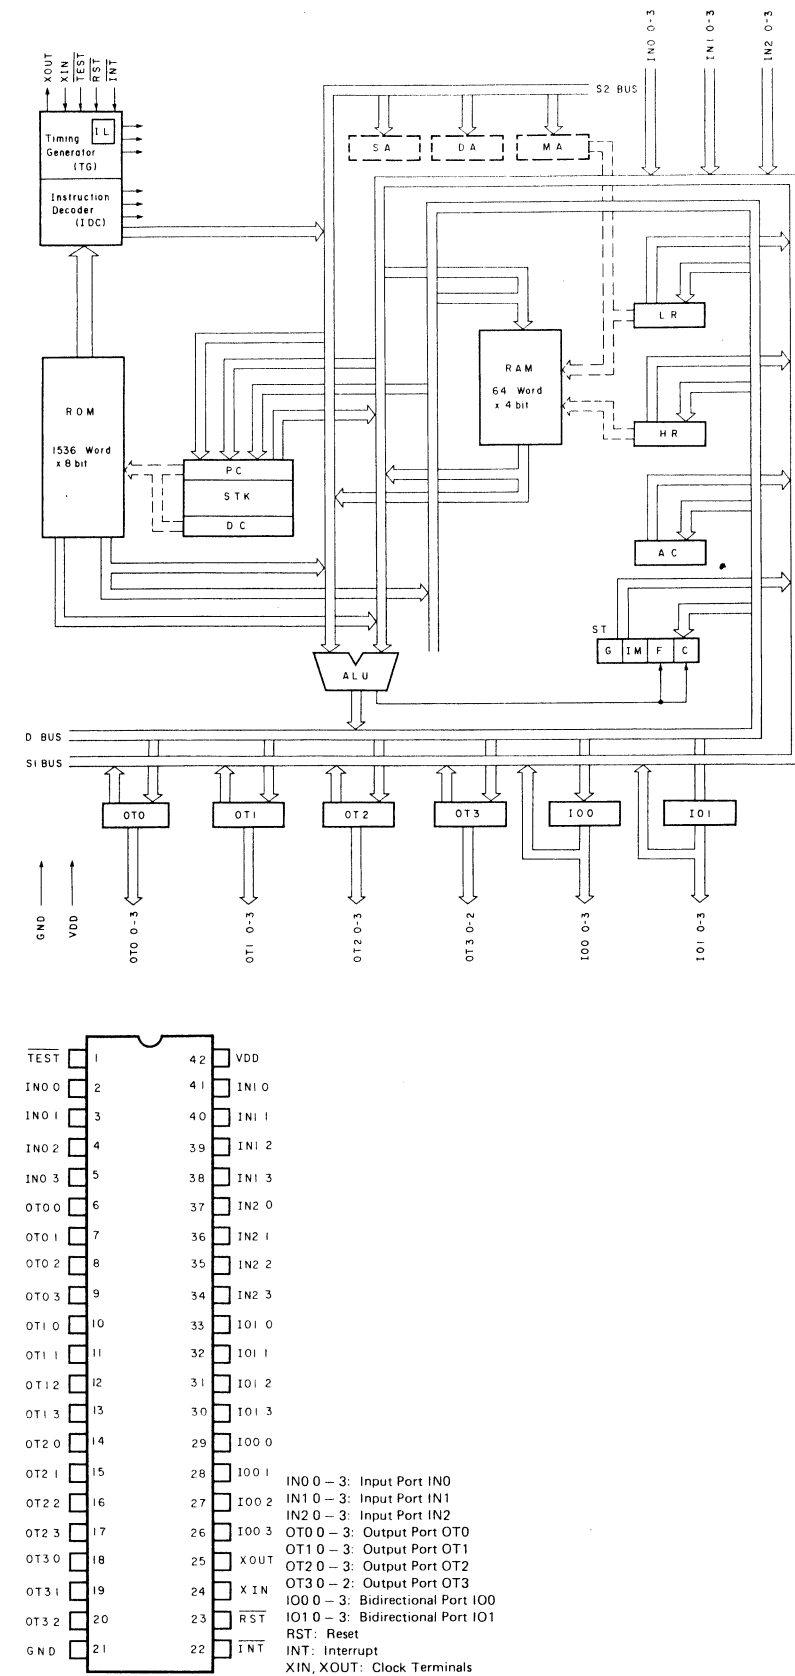 XOUT
XIN
TEST
RST
INT
IL
Timing
Generator
(TG)
Instruction
Decoder
(IDC)
S2 BUS
IN0 0-3
IN1 0-3
IN2 0-3
SA
DA
MA
LR
RAM
64 Word
x 4 bit
HR
ROM
1536 Word
x 8 bit
PC
STK
DC
AC
ST
G
IM
F
C
ALU
D BUS
S1 BUS
OT0
OT1
OT2
OT3
IO0
IO1
GND
VDD
OT0 0-3
OT1 0-3
OT2 0-3
OT3 0-2
IO0 0-3
IO1 0-3
TEST 1 42 VDD
IN0 0 2 41 IN1 0
IN0 1 3 40 IN1 1
IN0 2 4 39 IN1 2
IN0 3 5 38 IN1 3
OT0 0 6 37 IN2 0
OT0 1 7 36 IN2 1
OT0 2 8 35 IN2 2
OT0 3 9 34 IN2 3
OT1 0 10 33 IO1 0
OT1 1 11 32 IO1 1
OT1 2 12 31 IO1 2
OT1 3 13 30 IO1 3
OT2 0 14 29 IO0 0
OT2 1 15 28 IO0 1
OT2 2 16 27 IO0 2
OT2 3 17 26 IO0 3
OT3 0 18 25 XOUT
OT3 1 19 24 XIN
OT3 2 20 23 RST
GND 21 22 INT
IN0 0 – 3: Input Port IN0
IN1 0 – 3: Input Port IN1
IN2 0 – 3: Input Port IN2
OT0 0 – 3: Output Port OT0
OT1 0 – 3: Output Port OT1
OT2 0 – 3: Output Port OT2
OT3 0 – 2: Output Port OT3
IO0 0 – 3: Bidirectional Port IO0
IO1 0 – 3: Bidirectional Port IO1
RST: Reset
INT: Interrupt
XIN, XOUT: Clock Terminals